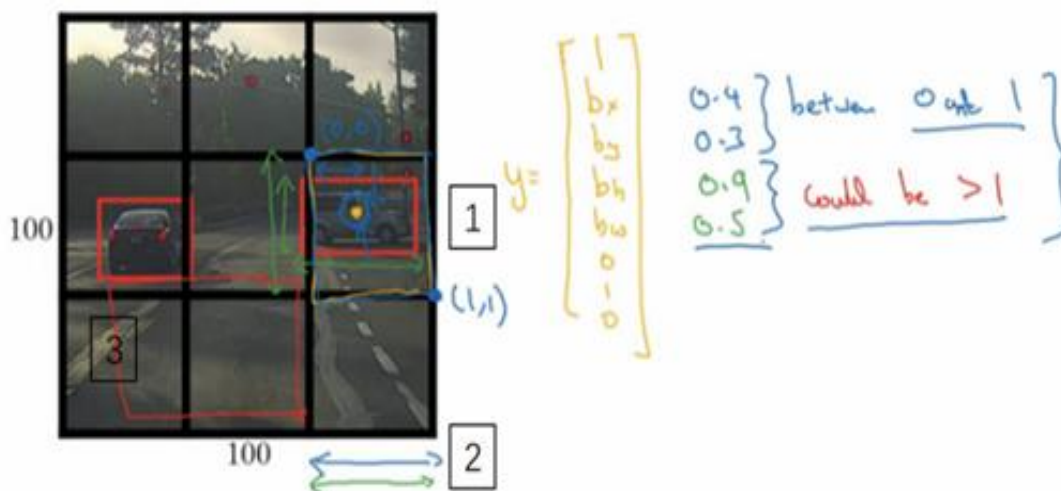 (0,0)
y=
1
bx
by
bh
bw
0
1
0
0.4
0.3
between 0 and 1
0.9
0.5
could be >1
100
1
(1,1)
3
100
2